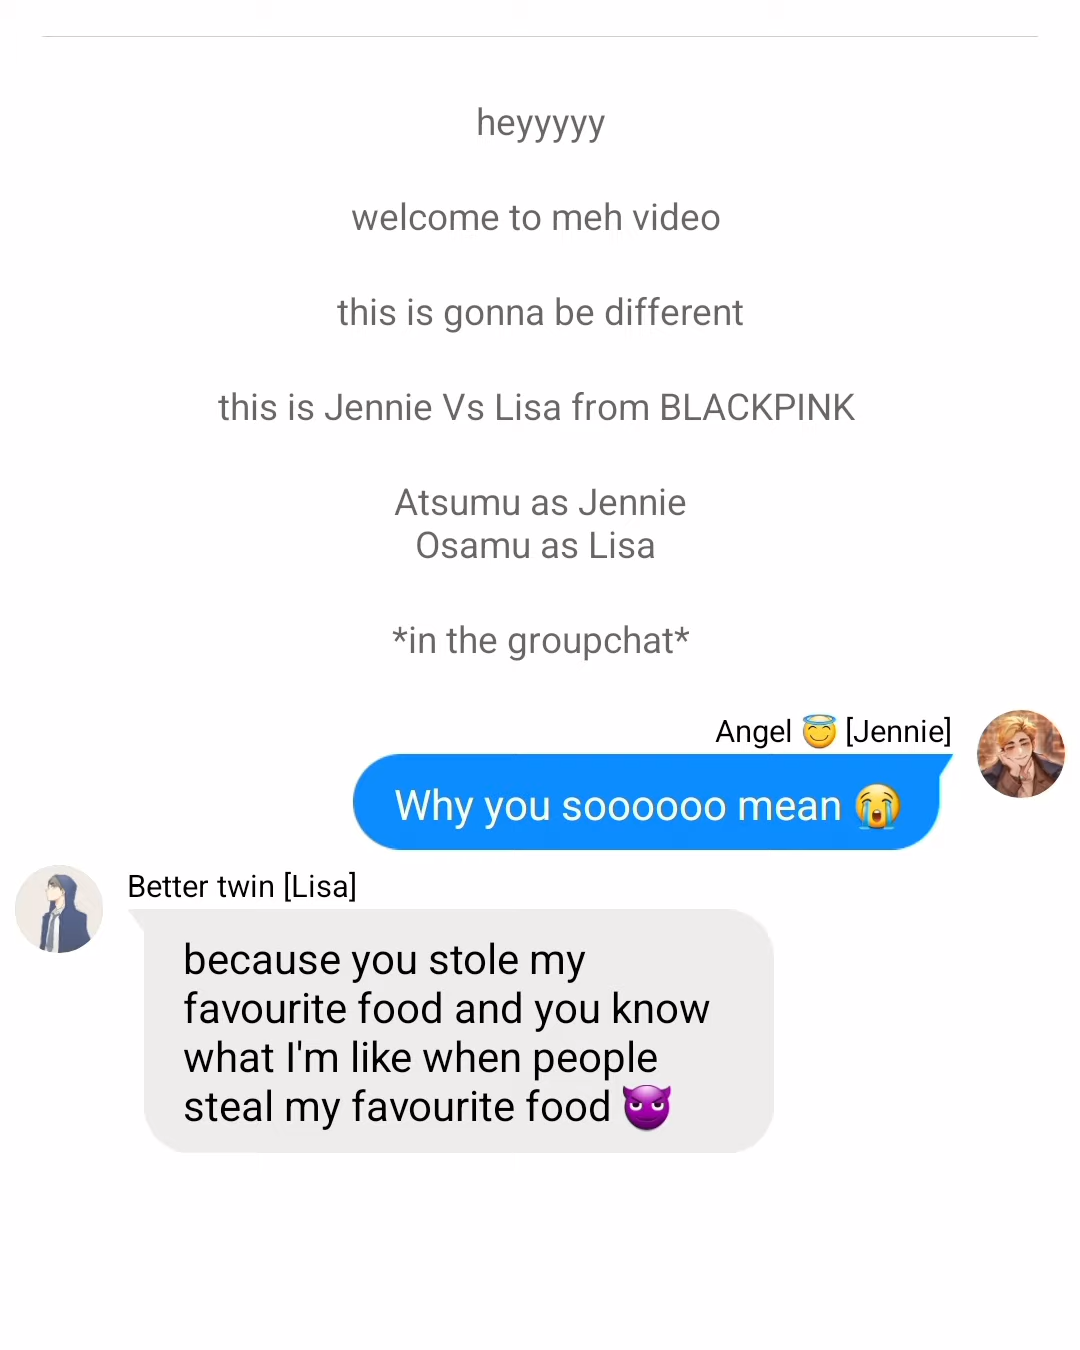 heyyyyy
welcome to meh video
this is gonna be different
this is Jennie Vs Lisa from BLACKPINK
Atsumu as Jennie
Osamu as Lisa
*in the groupchat*
Angel 😇 [Jennie]
Why you soooooo mean 😭
Better twin [Lisa]
because you stole my
favourite food and you know
what I'm like when people
steal my favourite food 😈